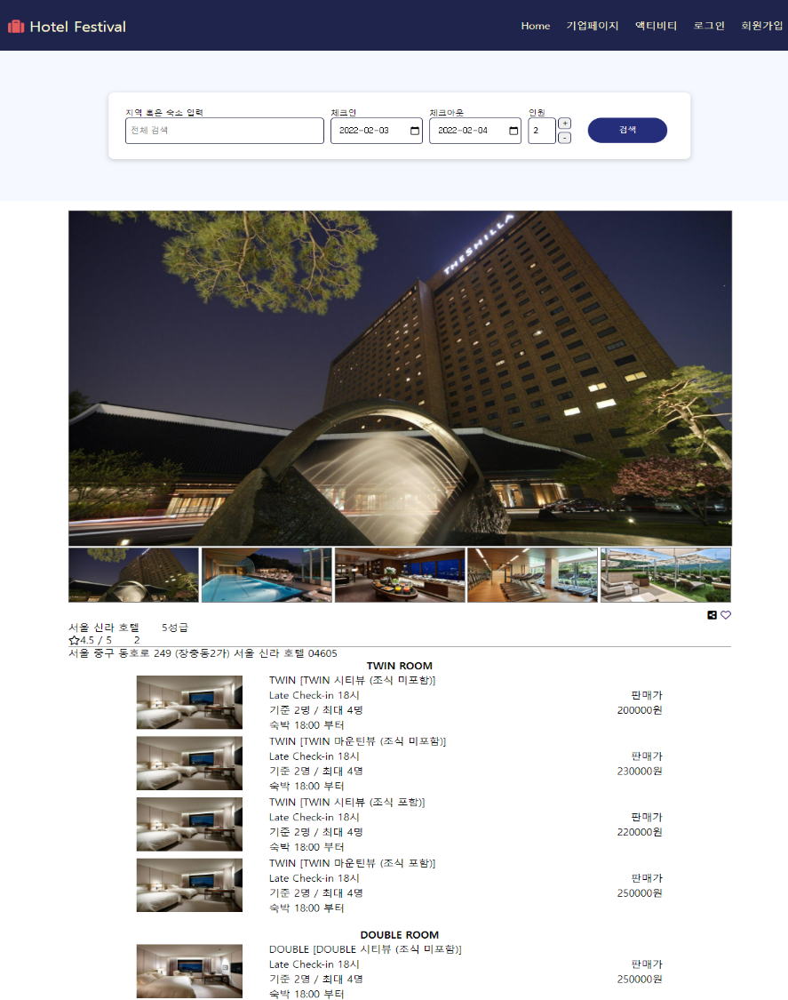 Hotel Festival
Home 기업페이지 액티비티 로그인 회원가입
지역 혹은 숙소 입력 체크인 체크아웃 인원
전체 검색 2022-02-03 2022-02-04 2 + - 검색
THE SHILLA
서울 신라 호텔 5성급
4.5 / 5 2
서울 중구 동호로 249 (장충동2가) 서울 신라 호텔 04605
TWIN ROOM
TWIN [TWIN 시티뷰 (조식 미포함)]
Late Check-in 18시 판매가
기준 2명 / 최대 4명 200000원
숙박 18:00 부터
TWIN [TWIN 마운틴뷰 (조식 미포함)]
Late Check-in 18시 판매가
기준 2명 / 최대 4명 230000원
숙박 18:00 부터
TWIN [TWIN 시티뷰 (조식 포함)]
Late Check-in 18시 판매가
기준 2명 / 최대 4명 220000원
숙박 18:00 부터
TWIN [TWIN 마운틴뷰 (조식 포함)]
Late Check-in 18시 판매가
기준 2명 / 최대 4명 250000원
숙박 18:00 부터
DOUBLE ROOM
DOUBLE [DOUBLE 시티뷰 (조식 미포함)]
Late Check-in 18시 판매가
기준 2명 / 최대 4명 250000원
숙박 18:00 부터